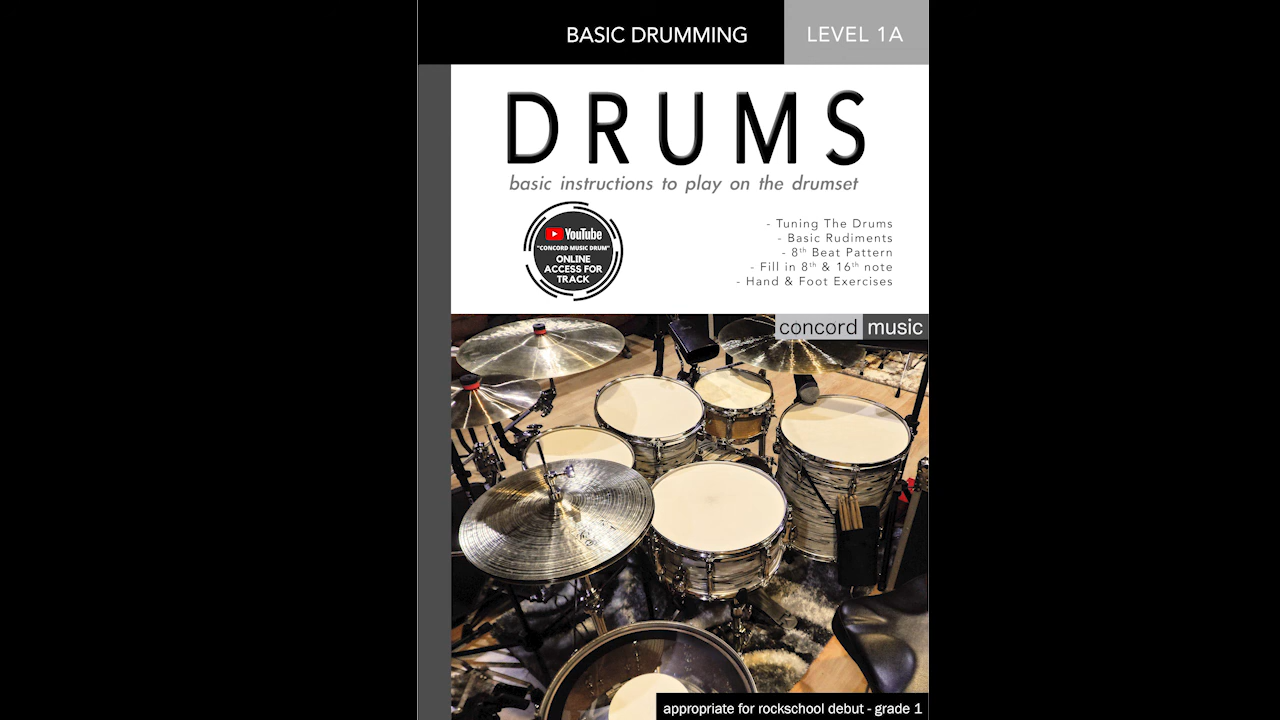 BASIC DRUMMING
LEVEL 1A
DRUMS
basic instructions to play on the drumset
YouTube
"CONCORD MUSIC DRUM"
ONLINE
ACCESS FOR
TRACK
- Tuning The Drums
- Basic Rudiments
- 8th Beat Pattern
- Fill in 8th & 16th note
- Hand & Foot Exercises
concord music
appropriate for rockschool debut - grade 1